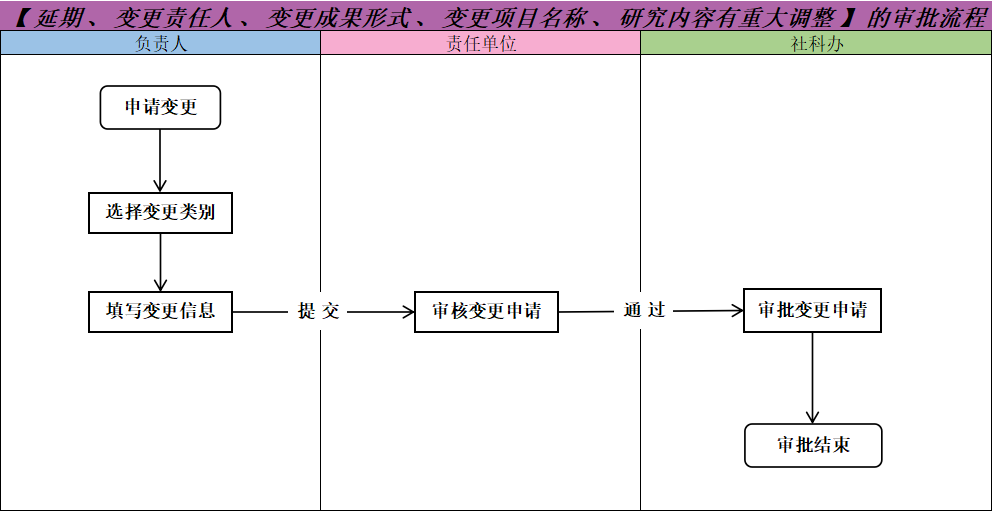 【延期、变更责任人、变更成果形式、变更项目名称、研究内容有重大调整】的审批流程
负责人
责任单位
社科办
申请变更
选择变更类别
填写变更信息
提交
审核变更申请
通过
审批变更申请
审批结束